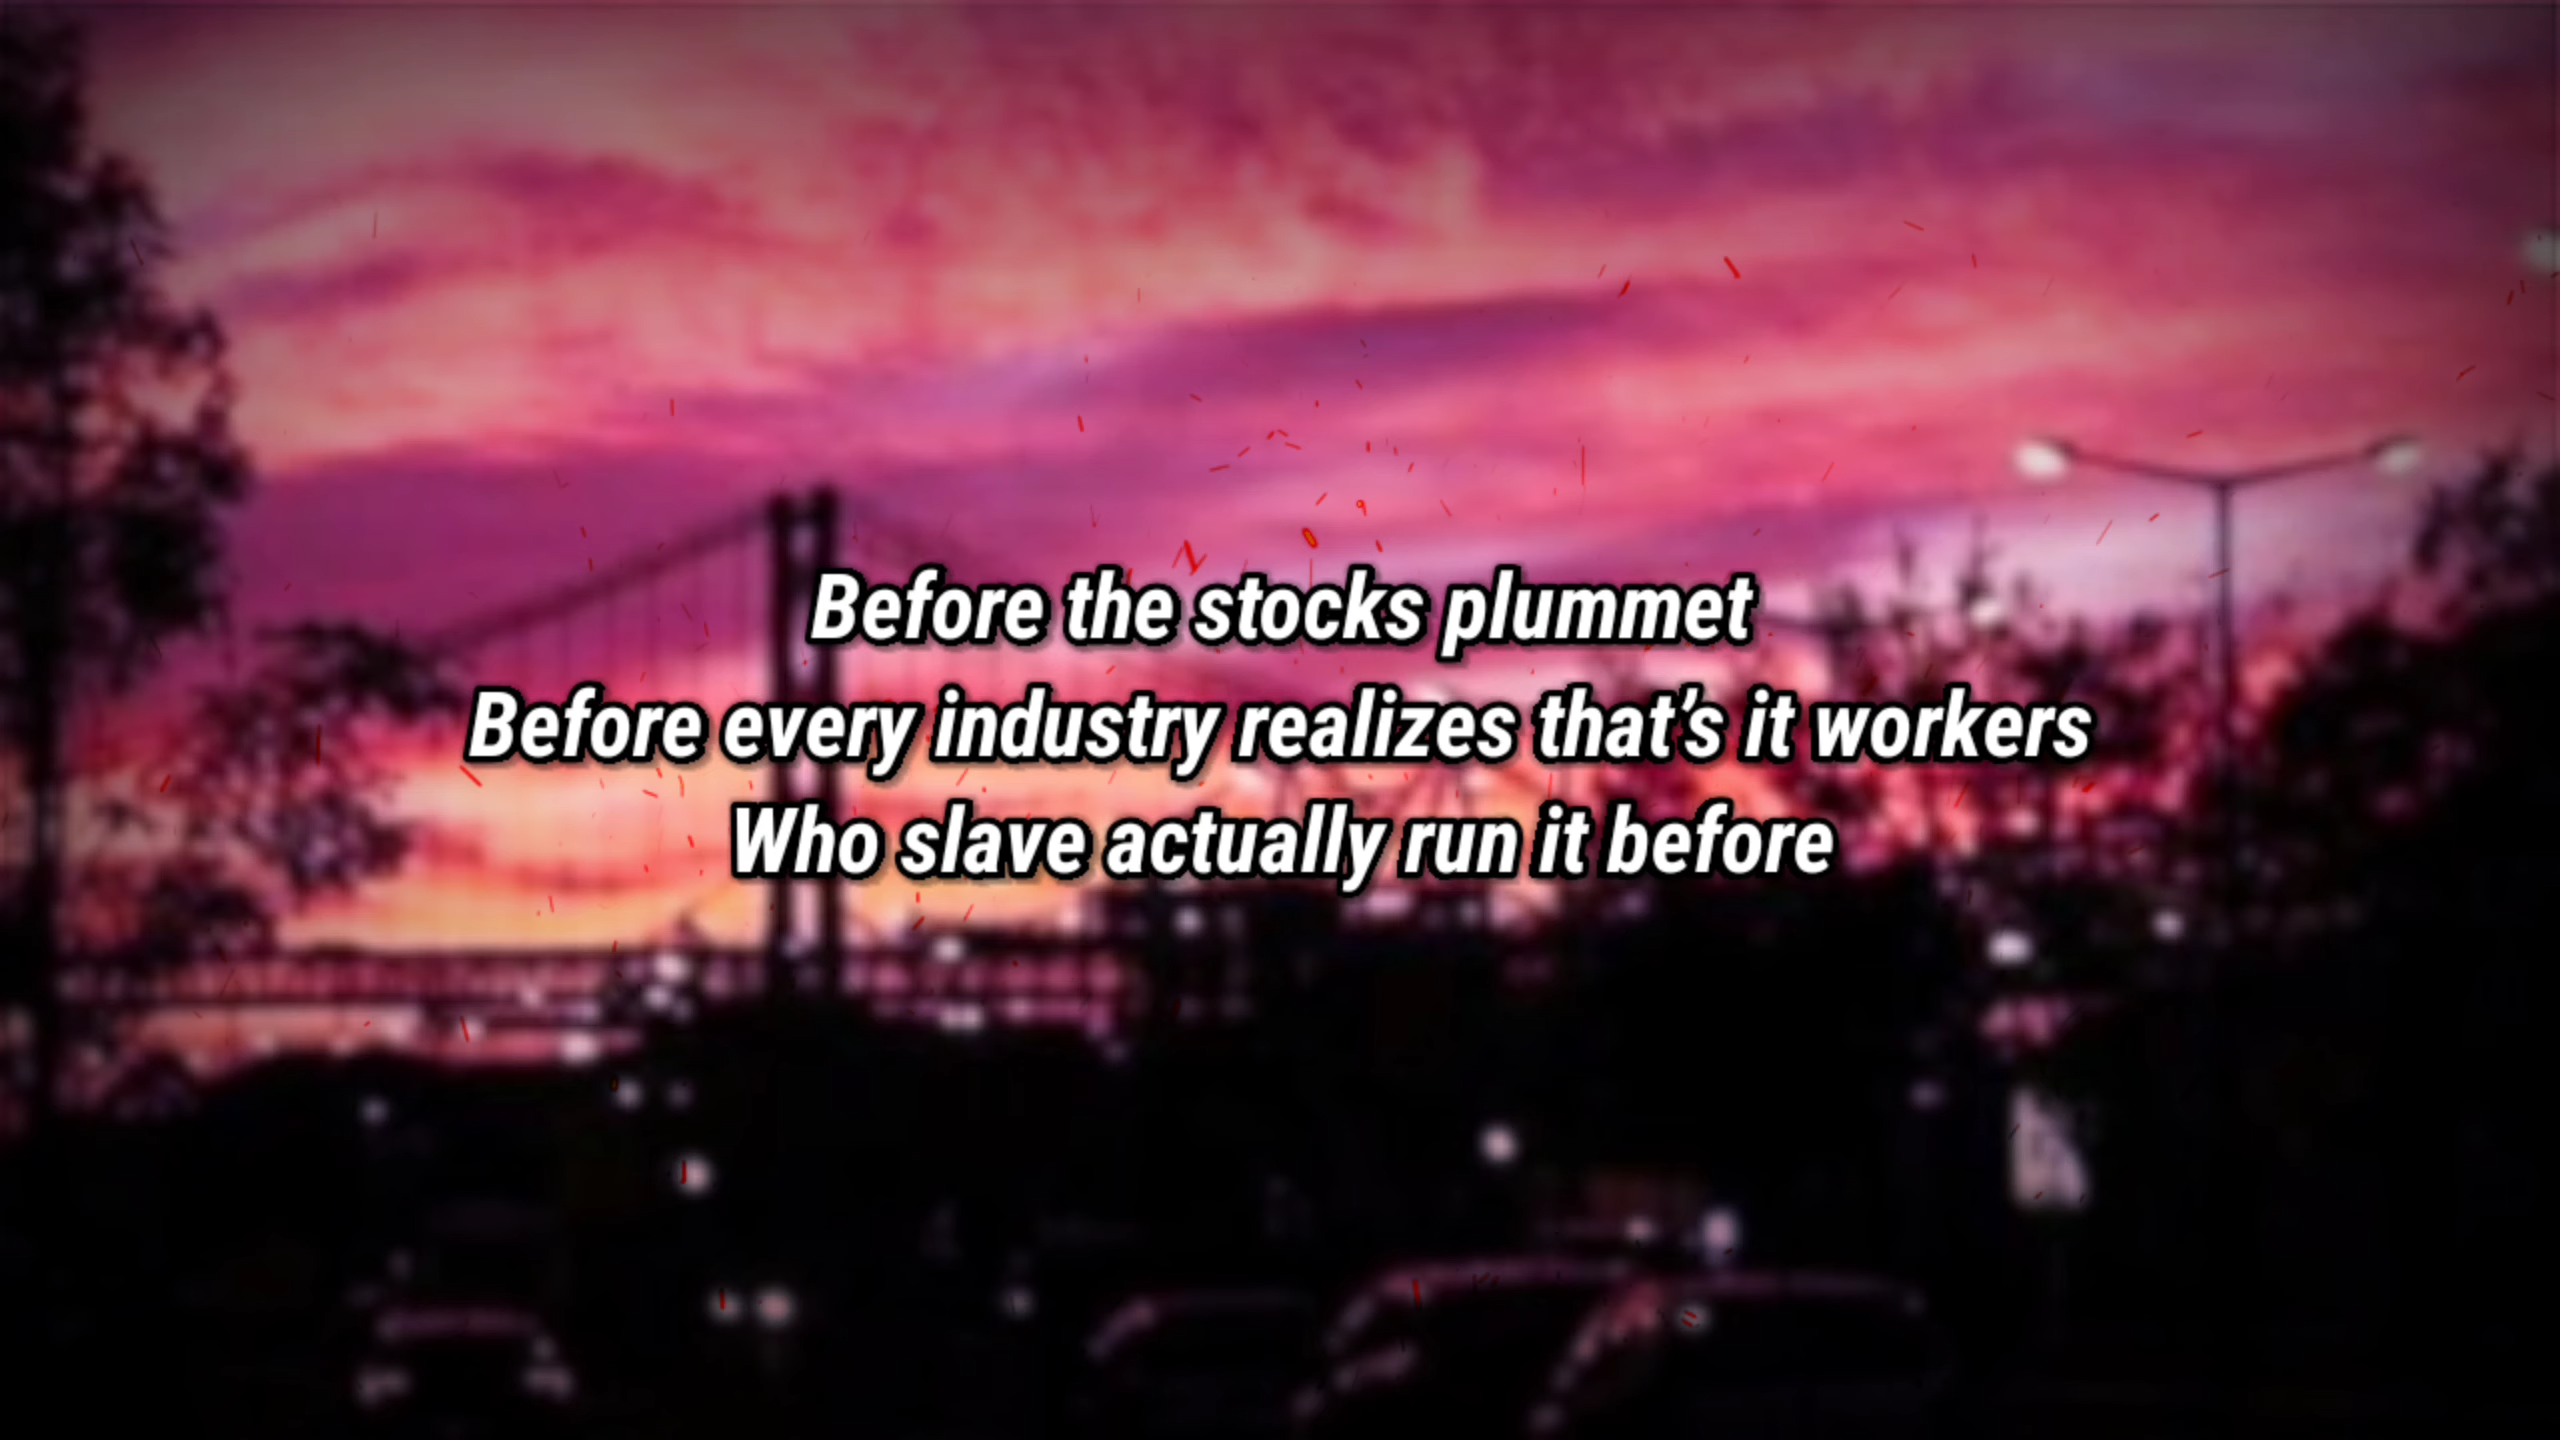 Before the stocks plummet
Before every industry realizes that’s it workers
Who slave actually run it before